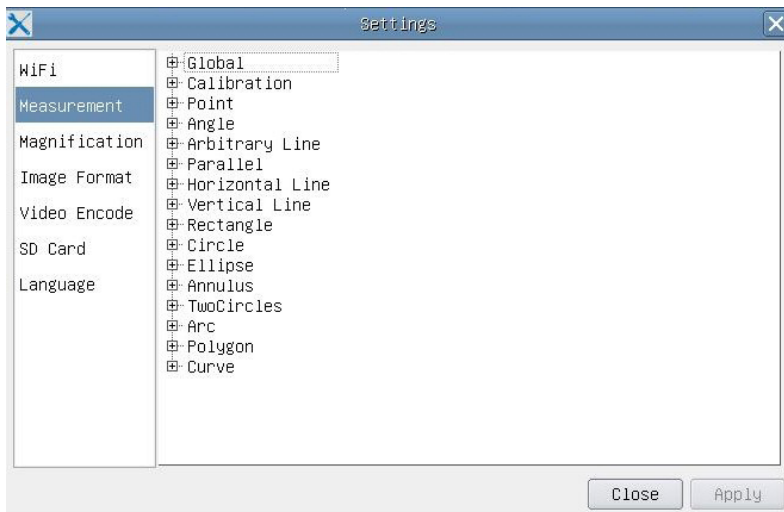 Settings
WiFi
Measurement
Magnification
Image Format
Video Encode
SD Card
Language
Global
Calibration
Point
Angle
Arbitrary Line
Parallel
Horizontal Line
Vertical Line
Rectangle
Circle
Ellipse
Annulus
TwoCircles
Arc
Polygon
Curve
Close
Apply